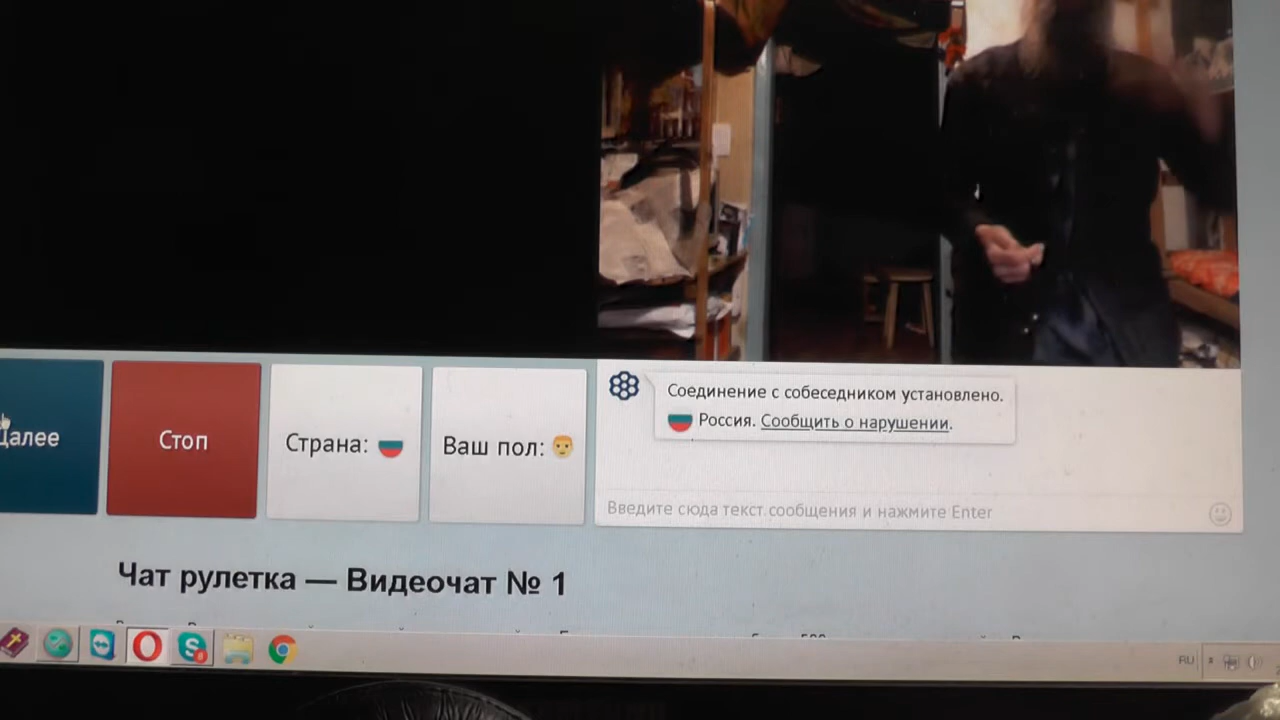 Соединение с собеседником установлено.
Россия. Сообщить о нарушении.
Далее
Стоп
Страна:
Ваш пол:
Введите сюда текст сообщения и нажмите Enter
Чат рулетка — Видеочат № 1
RU